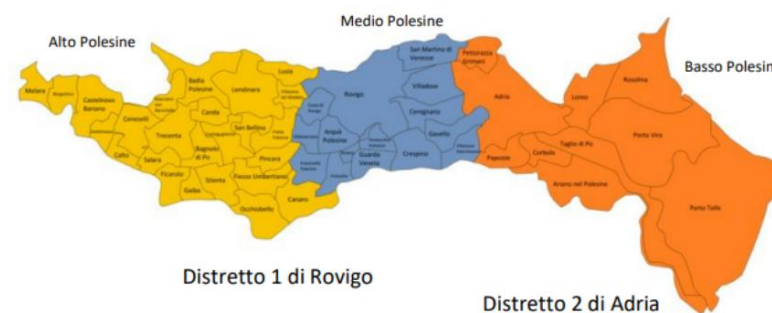 Medio Polesine
Alto Polesine
Basso Polesin
San Martino di
Venezze
Pettorazza
Grimani
Lusia
Badia
Polesine
Lendinara
Melara
Castelnovo
Bariano
Rovigo
Villadose
Adria
Loreo
Rosolina
Canda
Ceneselli
Trecenta
San Bellino
Ceregnano
Porto Viro
Calto
Salara
Bagnolo
di Po
Arquà
Polesine
Gavello
Taglio di Po
Pincara
Guarda
Veneta
Crespino
Papozze
Corbola
Ficarolo
Gaiba
Stienta
Fiesso Umbertiano
Ariano nel Polesine
Canaro
Occhiobello
Porto Tolle
Distretto 1 di Rovigo
Distretto 2 di Adria